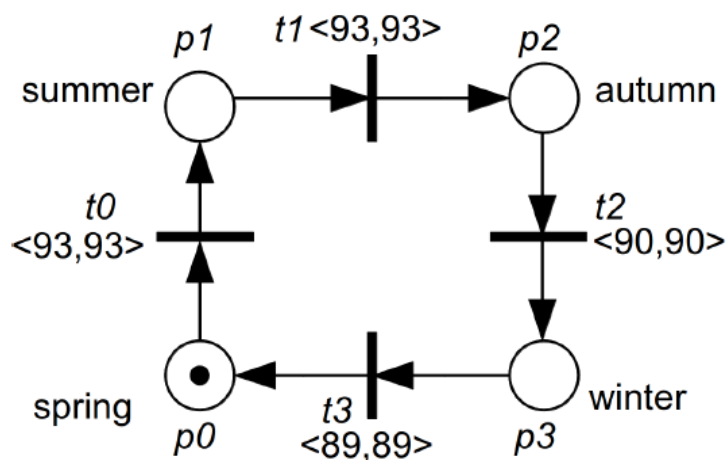 p1
t1 <93,93>
p2
summer
autumn
t0
<93,93>
t2
<90,90>
spring
p0
t3
<89,89>
winter
p3